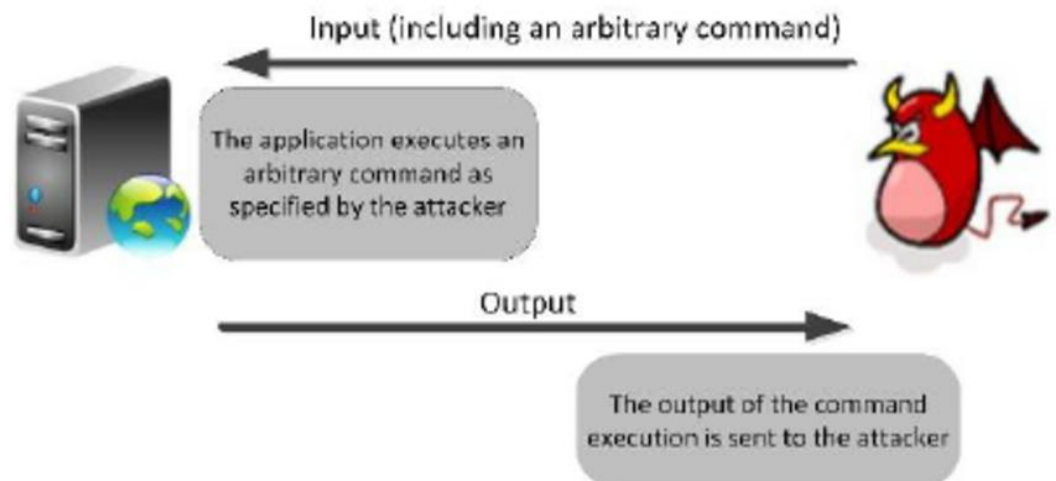 Input (including an arbitrary command)
The application executes an
arbitrary command as
specified by the attacker
Output
The output of the command
execution is sent to the attacker